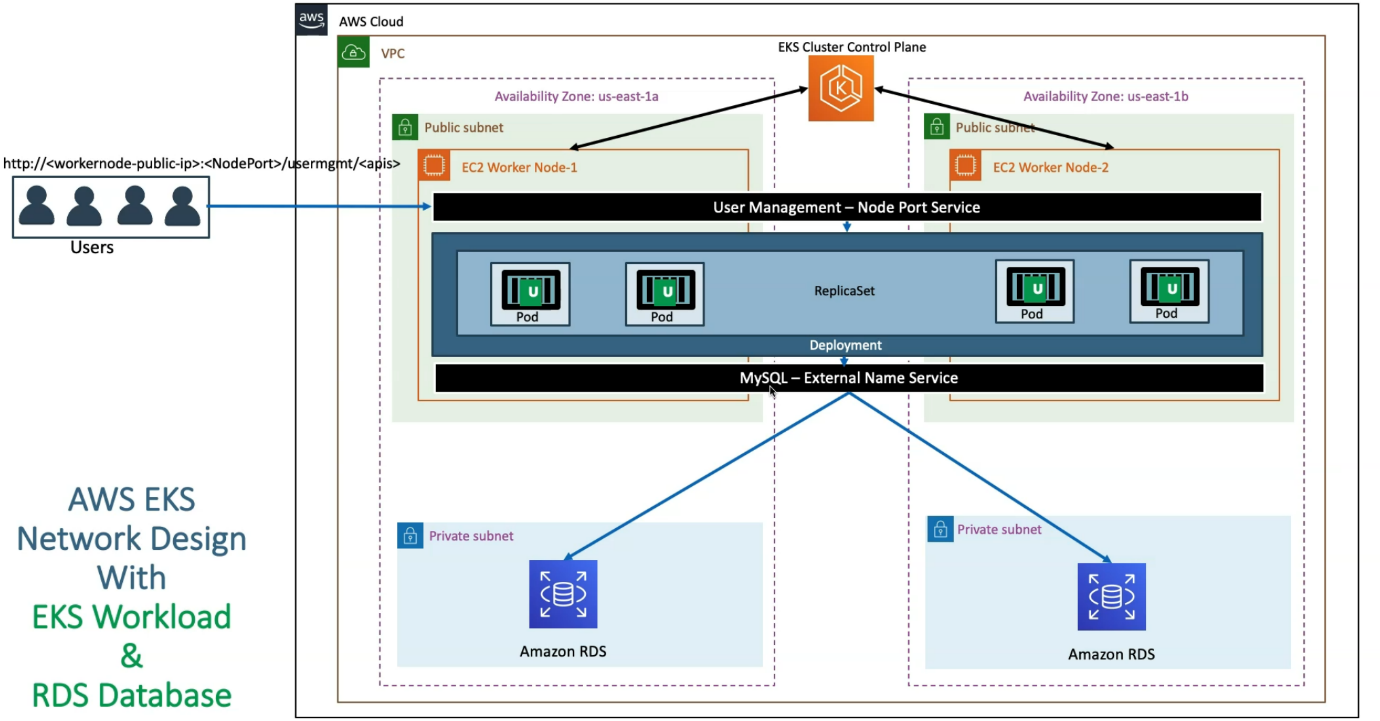 aws
AWS Cloud
VPC
EKS Cluster Control Plane
Availability Zone: us-east-1a
Availability Zone: us-east-1b
Public subnet
Public subnet
http://<workernode-public-ip>:<NodePort>/usermgmt/<apis>
EC2 Worker Node-1
EC2 Worker Node-2
K
Users
User Management – Node Port Service
U
Pod
U
Pod
ReplicaSet
U
Pod
U
Pod
Deployment
MySQL – External Name Service
Private subnet
Private subnet
Amazon RDS
Amazon RDS
AWS EKS
Network Design
With
EKS Workload
&
RDS Database